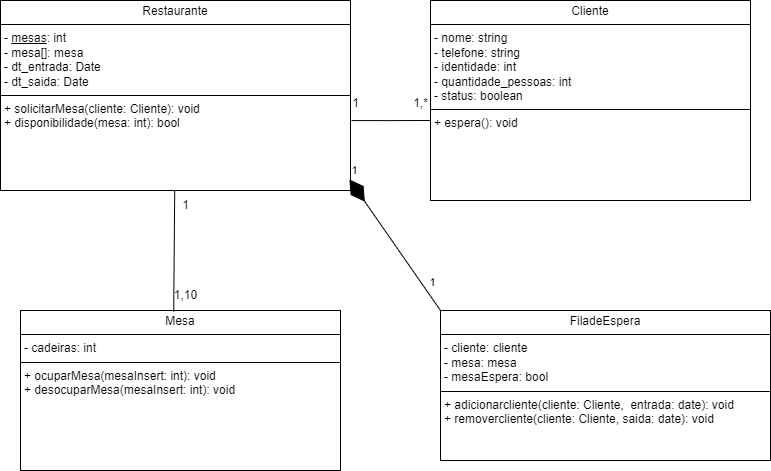 Restaurante
- mesas: int
- mesa[]: mesa
- dt_entrada: Date
- dt_saida: Date
+ solicitarMesa(cliente: Cliente): void
+ disponibilidade(mesa: int): bool
Cliente
- nome: string
- telefone: string
- identidade: int
- quantidade_pessoas: int
- status: boolean
+ espera(): void
1
1,*
1
1
1
1,10
Mesa
- cadeiras: int
+ ocuparMesa(mesaInsert: int): void
+ desocuparMesa(mesaInsert: int): void
FiladeEspera
- cliente: cliente
- mesa: mesa
- mesaEspera: bool
+ adicionarcliente(cliente: Cliente,  entrada: date): void
+ removercliente(cliente: Cliente, saida: date): void